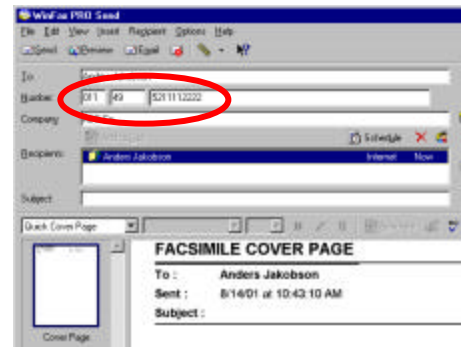 WinFax PRO Send
File Edit View Insert Recipient Options Help
Send Preview
To:
Number: 011 49 5211112222
Company
Schedule
Recipients: Anders Jakobson Internet Now
Subject
Quick Cover Page
FACSIMILE COVER PAGE
To : Anders Jakobson
Sent : 8/14/01 at 10:43:10 AM
Subject :
Cover Page